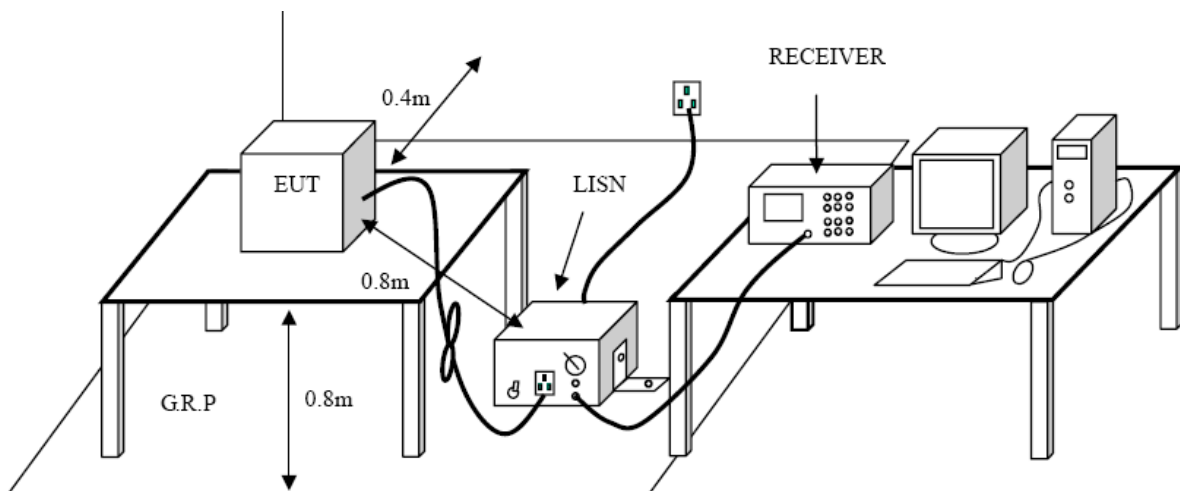 RECEIVER
0.4m
EUT
LISN
0.8m
G.R.P
0.8m